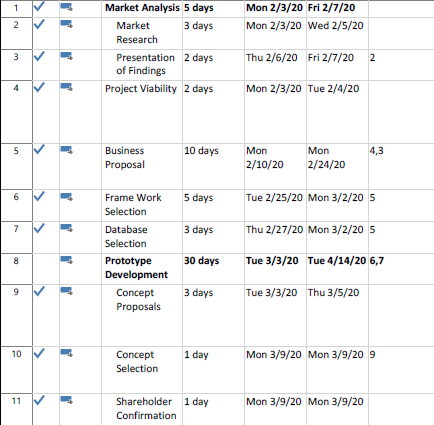 1 Market Analysis 5 days Mon 2/3/20 Fri 2/7/20
2 Market 3 days Mon 2/3/20 Wed 2/5/20
Research
3 Presentation 2 days Thu 2/6/20 Fri 2/7/20 2
of Findings
4 Project Viability 2 days Mon 2/3/20 Tue 2/4/20
5 Business 10 days Mon Mon 4,3
Proposal 2/10/20 2/24/20
6 Frame Work 5 days Tue 2/25/20 Mon 3/2/20 5
Selection
7 Database 3 days Thu 2/27/20 Mon 3/2/20 5
Selection
8 Prototype 30 days Tue 3/3/20 Tue 4/14/20 6,7
Development
9 Concept 3 days Tue 3/3/20 Thu 3/5/20
Proposals
10 Concept 1 day Mon 3/9/20 Mon 3/9/20 9
Selection
11 Shareholder 1 day Mon 3/9/20 Mon 3/9/20
Confirmation